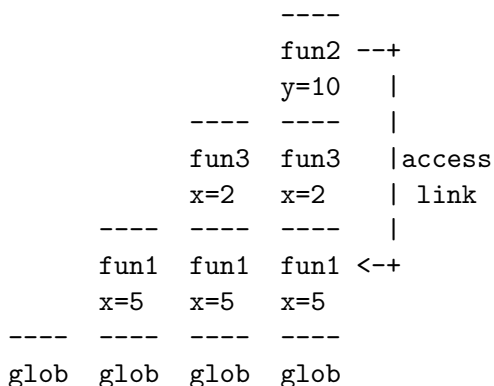 ----
                  fun2 --+
                  y=10   |
            ----  ----   |
            fun3  fun3   |access
            x=2   x=2    | link
      ----  ----  ----   |
      fun1  fun1  fun1 <-+
      x=5   x=5   x=5
----  ----  ----  ----
glob  glob  glob  glob